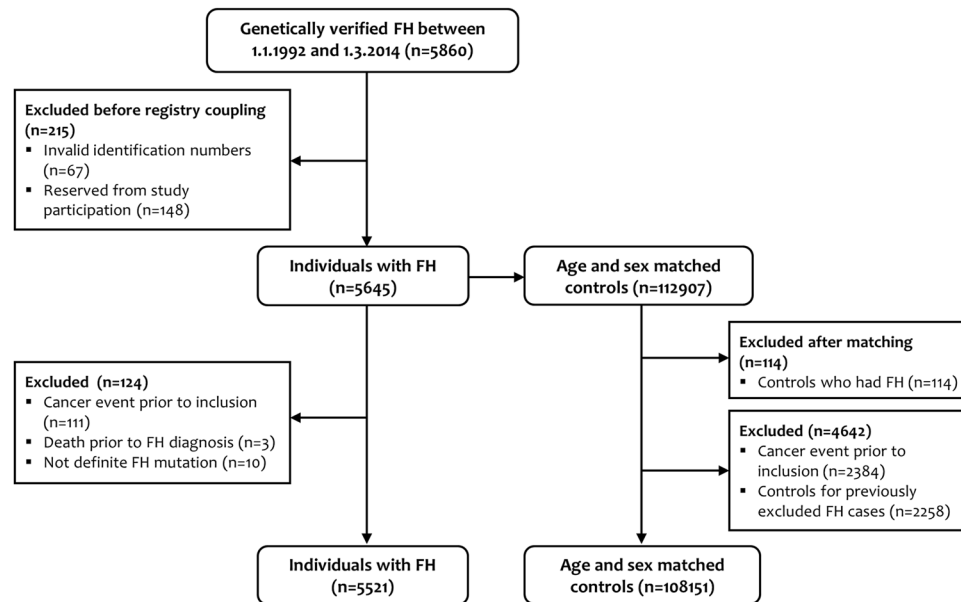 Genetically verified FH between
1.1.1992 and 1.3.2014 (n=5860)
Excluded before registry coupling
(n=215)
▪ Invalid identification numbers
(n=67)
▪ Reserved from study
participation (n=148)
Individuals with FH
(n=5645)
Age and sex matched
controls (n=112907)
Excluded after matching
(n=114)
▪ Controls who had FH (n=114)
Excluded (n=124)
▪ Cancer event prior to inclusion
(n=111)
▪ Death prior to FH diagnosis (n=3)
▪ Not definite FH mutation (n=10)
Excluded (n=4642)
▪ Cancer event prior to
inclusion (n=2384)
▪ Controls for previously
excluded FH cases (n=2258)
Individuals with FH
(n=5521)
Age and sex matched
controls (n=108151)